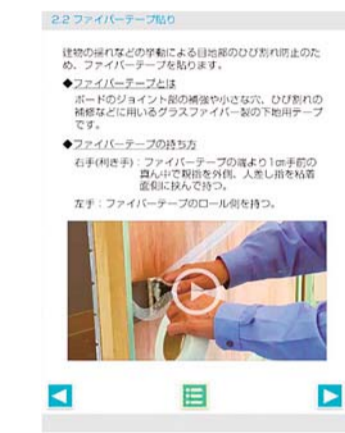 2.2 ファイバーテープ貼り
建物の揺れなどの挙動による目地部のひび割れ防止のた
め、ファイバーテープを貼ります。
◆ファイバーテープとは
ボードのジョイント部の補強や小さな穴、ひび割れの
補修などに用いるグラスファイバー製の下地用テープ
です。
◆ファイバーテープの持ち方
右手(利き手)：ファイバーテープの端より1㎝手前の
真ん中で親指を外側、人差し指を粘着
面側に挟んで持つ。
左手：ファイバーテープのロール側を持つ。